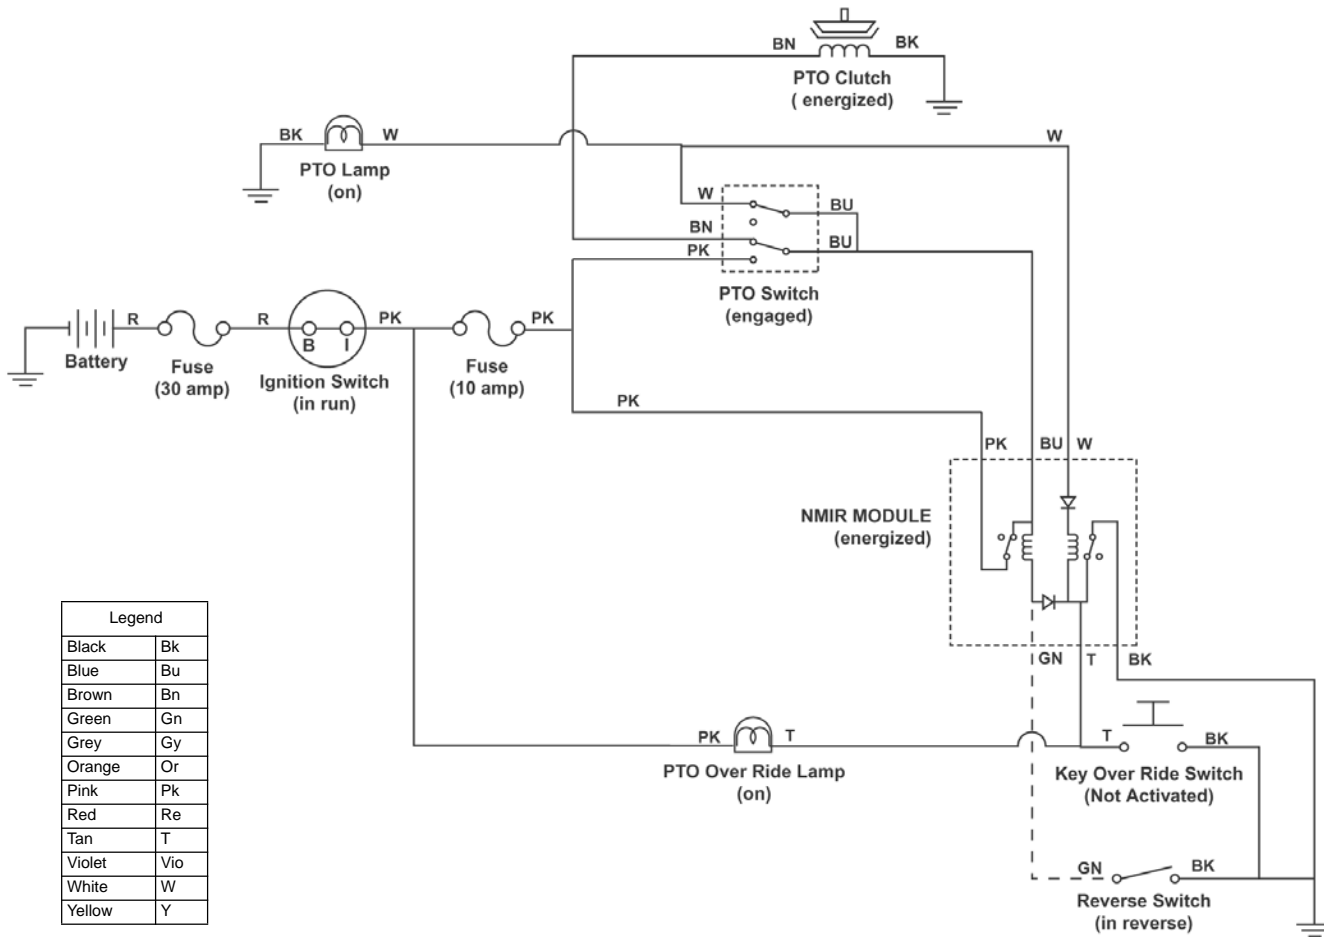 BN
BK
PTO Clutch
( energized)
BK
W
W
PTO Lamp
(on)
W
BU
BN
BU
PK
PTO Switch
(engaged)
R
R
PK
PK
B
I
Battery
Fuse
(30 amp)
Ignition Switch
(in run)
Fuse
(10 amp)
PK
PK
BU
W
NMIR MODULE
(energized)
GN
T
BK
PK
T
T
BK
PTO Over Ride Lamp
(on)
Key Over Ride Switch
(Not Activated)
GN
BK
Reverse Switch
(in reverse)
Legend
Black Bk
Blue Bu
Brown Bn
Green Gn
Grey Gy
Orange Or
Pink Pk
Red Re
Tan T
Violet Vio
White W
Yellow Y